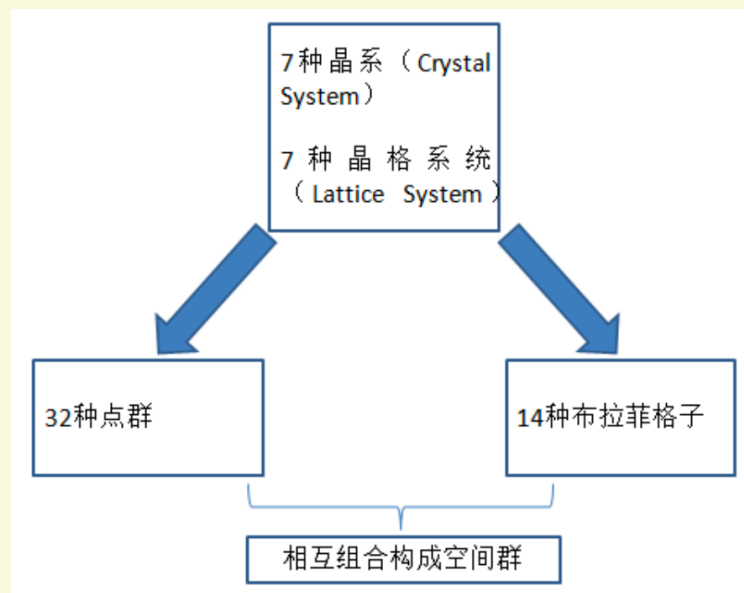 7种晶系（Crystal
System）
7种晶格系统
（Lattice System）
32种点群
14种布拉菲格子
相互组合构成空间群